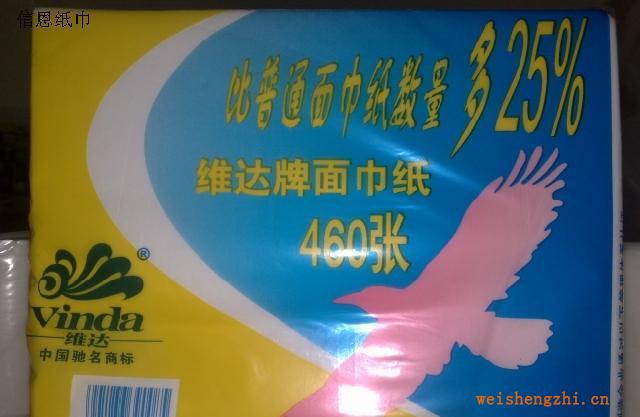 信恩纸巾
比普通面巾纸数量多25%
维达牌面巾纸
460张
®
Vinda
维达
中国驰名商标
weishengzhi.cn